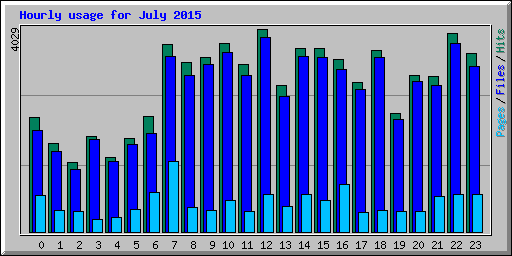 Hourly usage for July 2015
4029
Pages/Files/Hits
0 1 2 3 4 5 6 7 8 9 10 11 12 13 14 15 16 17 18 19 20 21 22 23